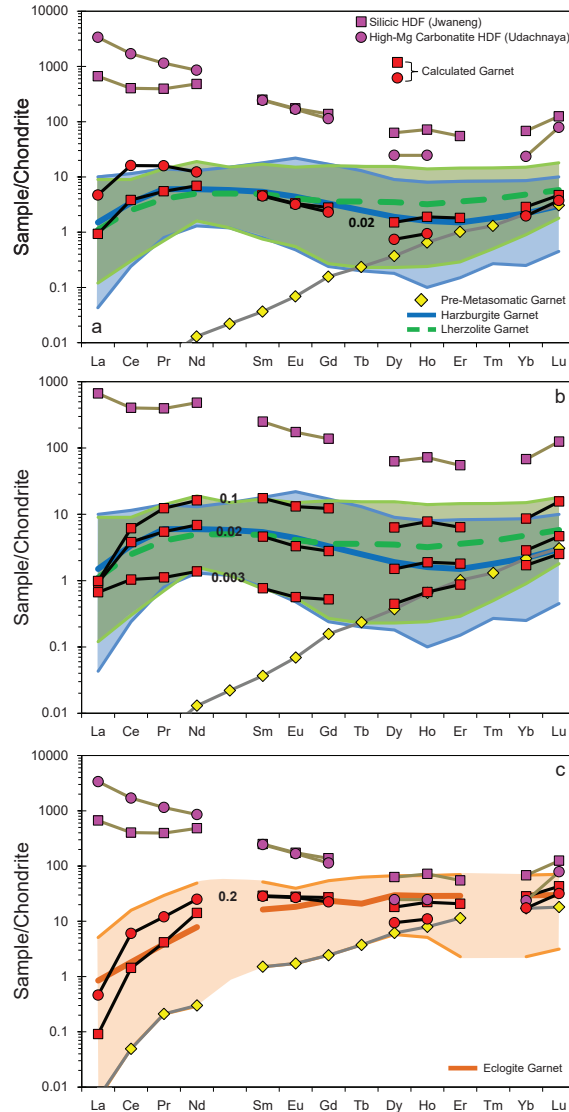 Silicic HDF (Jwaneng)
High-Mg Carbonatite HDF (Udachnaya)
Calculated Garnet
10000
1000
100
10
1
0.1
0.01
Sample/Chondrite
0.02
a
Pre-Metasomatic Garnet
Harzburgite Garnet
Lherzolite Garnet
La Ce Pr Nd Sm Eu Gd Tb Dy Ho Er Tm Yb Lu
b
1000
100
10
1
0.1
0.01
Sample/Chondrite
0.1
0.02
0.003
La Ce Pr Nd Sm Eu Gd Tb Dy Ho Er Tm Yb Lu
c
10000
1000
100
10
1
0.1
0.01
Sample/Chondrite
0.2
Eclogite Garnet
La Ce Pr Nd Sm Eu Gd Tb Dy Ho Er Tm Yb Lu